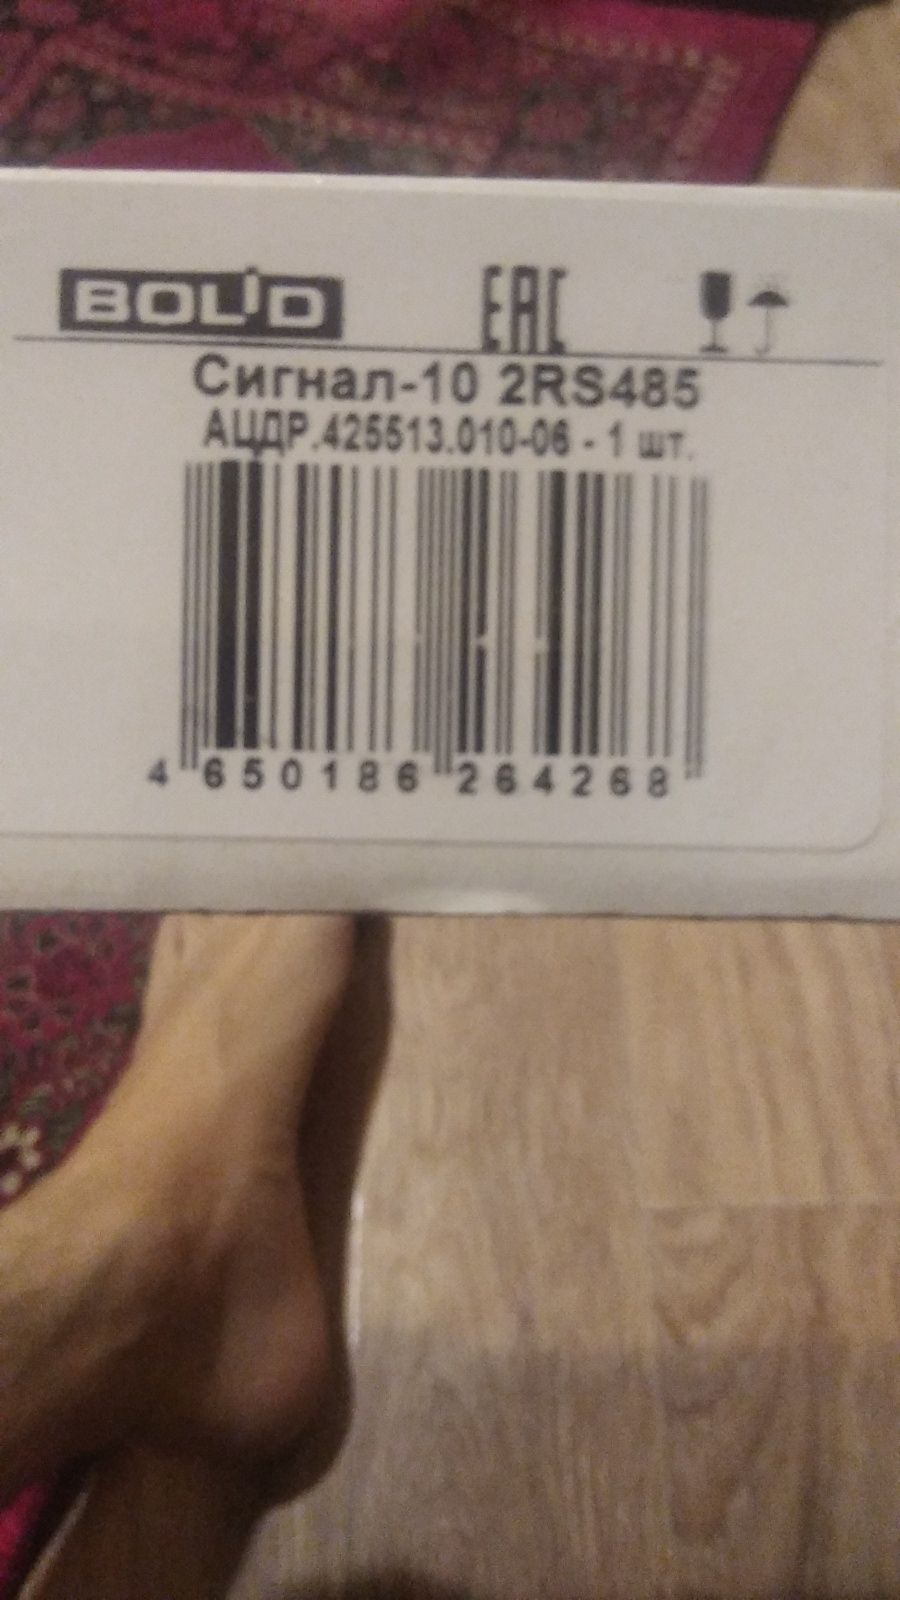 BOLID
EAC
Сигнал-10 2RS485
АЦДР.425513.010-06 - 1 шт.
4 650186 264268